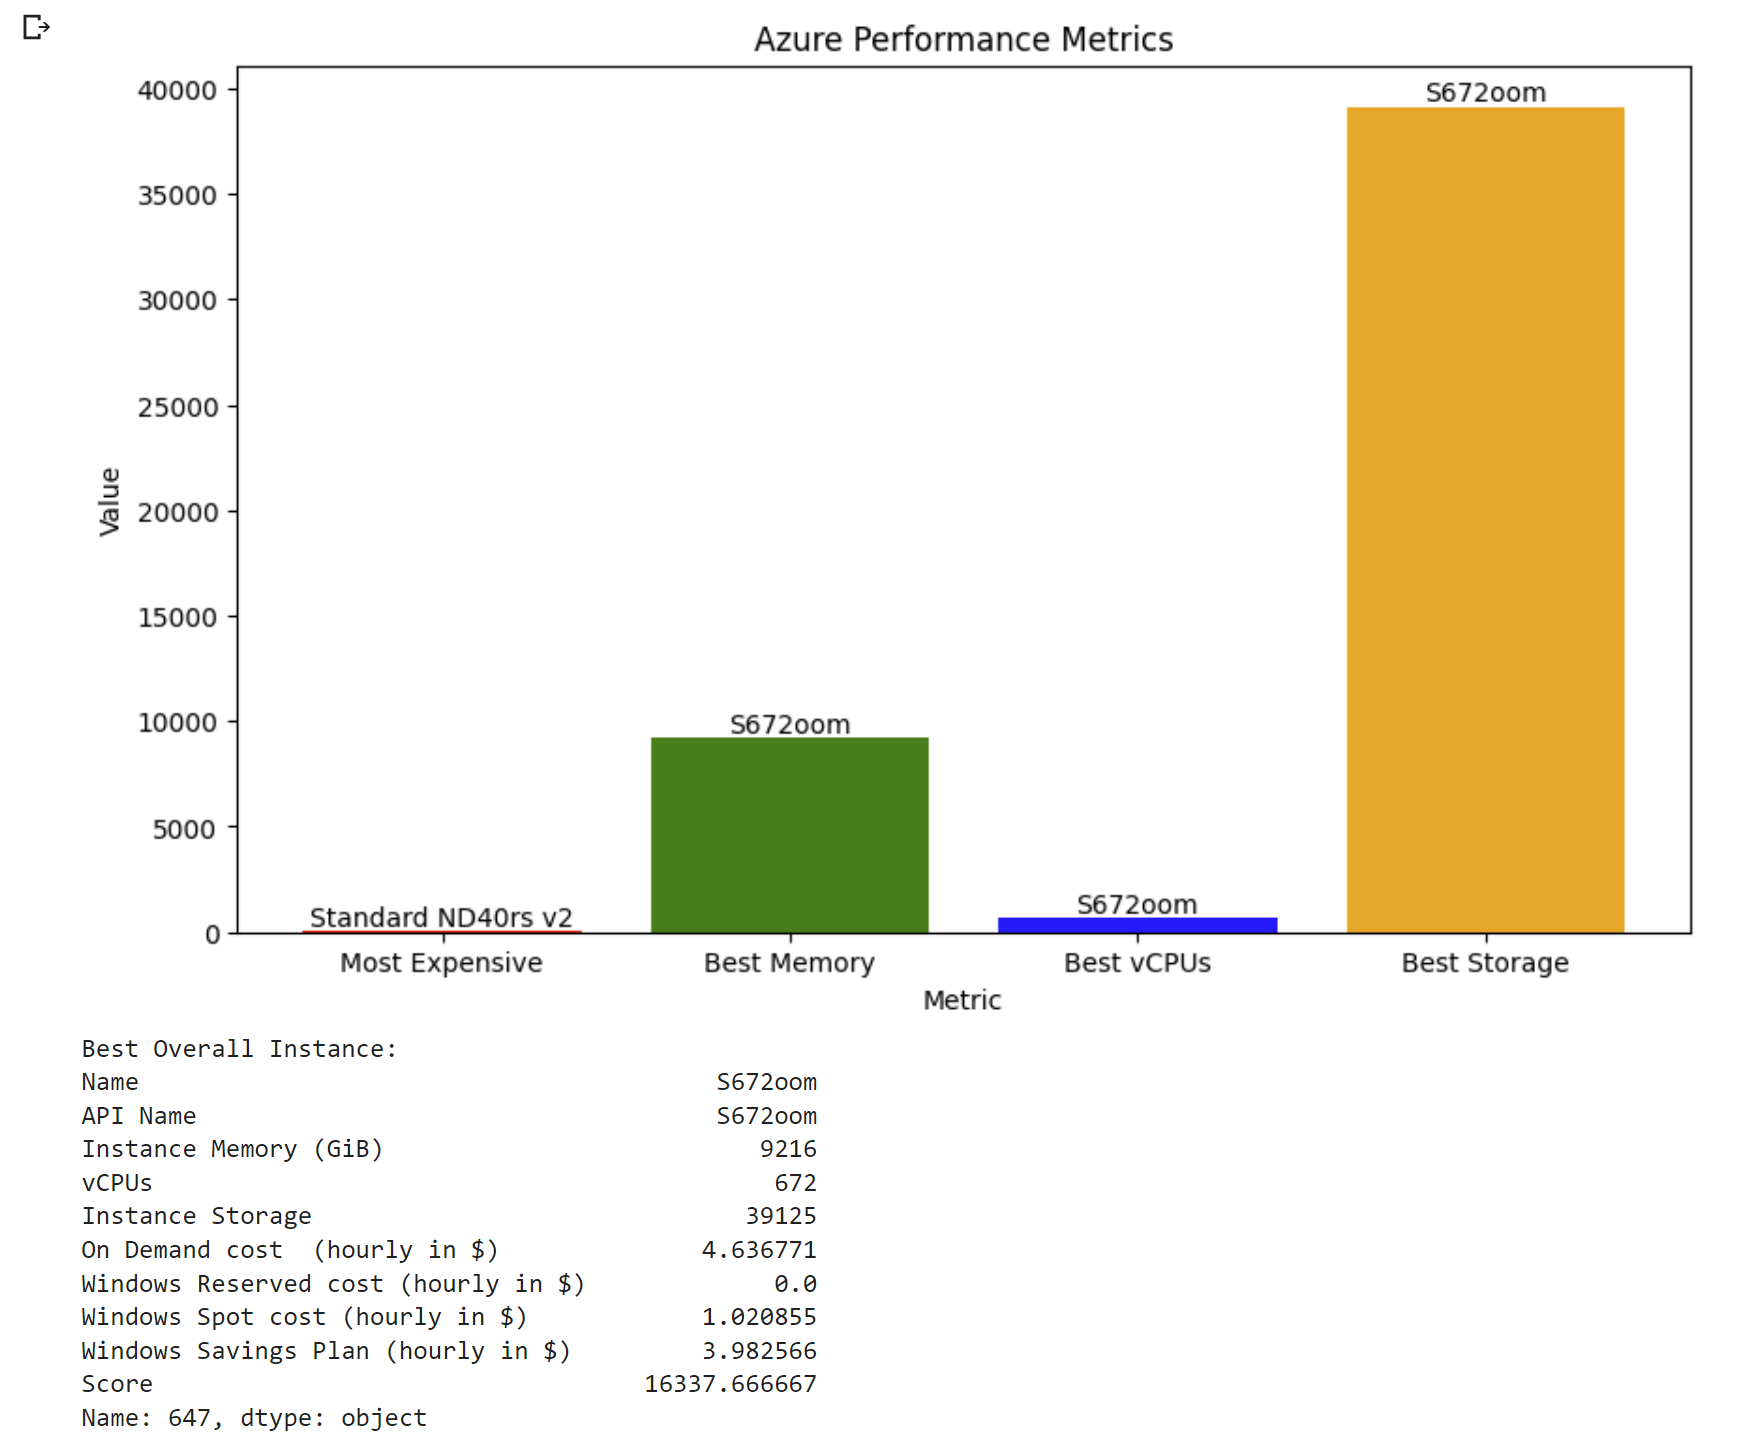 Azure Performance Metrics
40000
35000
30000
25000
20000
15000
10000
5000
0
Value
S672oom
S672oom
S672oom
Standard ND40rs v2
Most Expensive Best Memory Best vCPUs Best Storage
Metric
Best Overall Instance:
Name S672oom
API Name S672oom
Instance Memory (GiB) 9216
vCPUs 672
Instance Storage 39125
On Demand cost  (hourly in $) 4.636771
Windows Reserved cost (hourly in $) 0.0
Windows Spot cost (hourly in $) 1.020855
Windows Savings Plan (hourly in $) 3.982566
Score 16337.666667
Name: 647, dtype: object